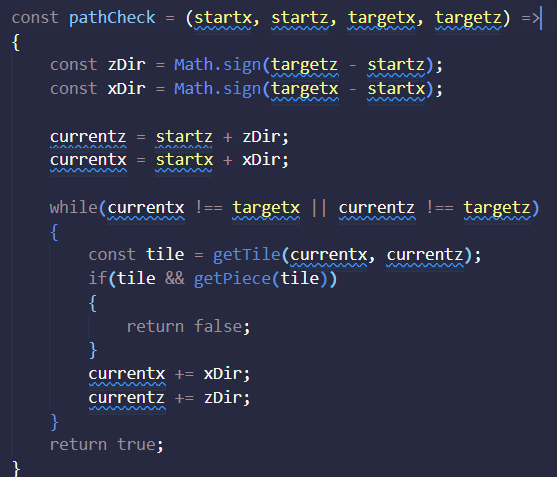 const pathCheck = (startx, startz, targetx, targetz) =>
{
    const zDir = Math.sign(targetz - startz);
    const xDir = Math.sign(targetx - startx);

    currentz = startz + zDir;
    currentx = startx + xDir;

    while(currentx !== targetx || currentz !== targetz)
    {
        const tile = getTile(currentx, currentz);
        if(tile && getPiece(tile))
        {
            return false;
        }
        currentx += xDir;
        currentz += zDir;
    }
    return true;
}